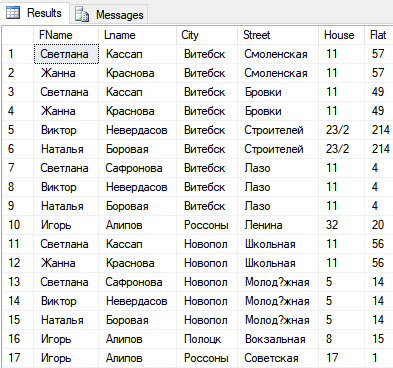 Results Messages
FName Lname City Street House Flat
1 Светлана Кассап Витебск Смоленская 11 57
2 Жанна Краснова Витебск Смоленская 11 57
3 Светлана Кассап Витебск Бровки 11 49
4 Жанна Краснова Витебск Бровки 11 49
5 Виктор Невердасов Витебск Строителей 23/2 214
6 Наталья Боровая Витебск Строителей 23/2 214
7 Светлана Сафронова Витебск Лазо 11 4
8 Виктор Невердасов Витебск Лазо 11 4
9 Наталья Боровая Витебск Лазо 11 4
10 Игорь Алипов Россоны Ленина 32 20
11 Светлана Кассап Новопол Школьная 11 56
12 Жанна Краснова Новопол Школьная 11 56
13 Светлана Сафронова Новопол Молод?жная 5 14
14 Виктор Невердасов Новопол Молод?жная 5 14
15 Наталья Боровая Новопол Молод?жная 5 14
16 Игорь Алипов Полоцк Вокзальная 8 15
17 Игорь Алипов Россоны Советская 17 1